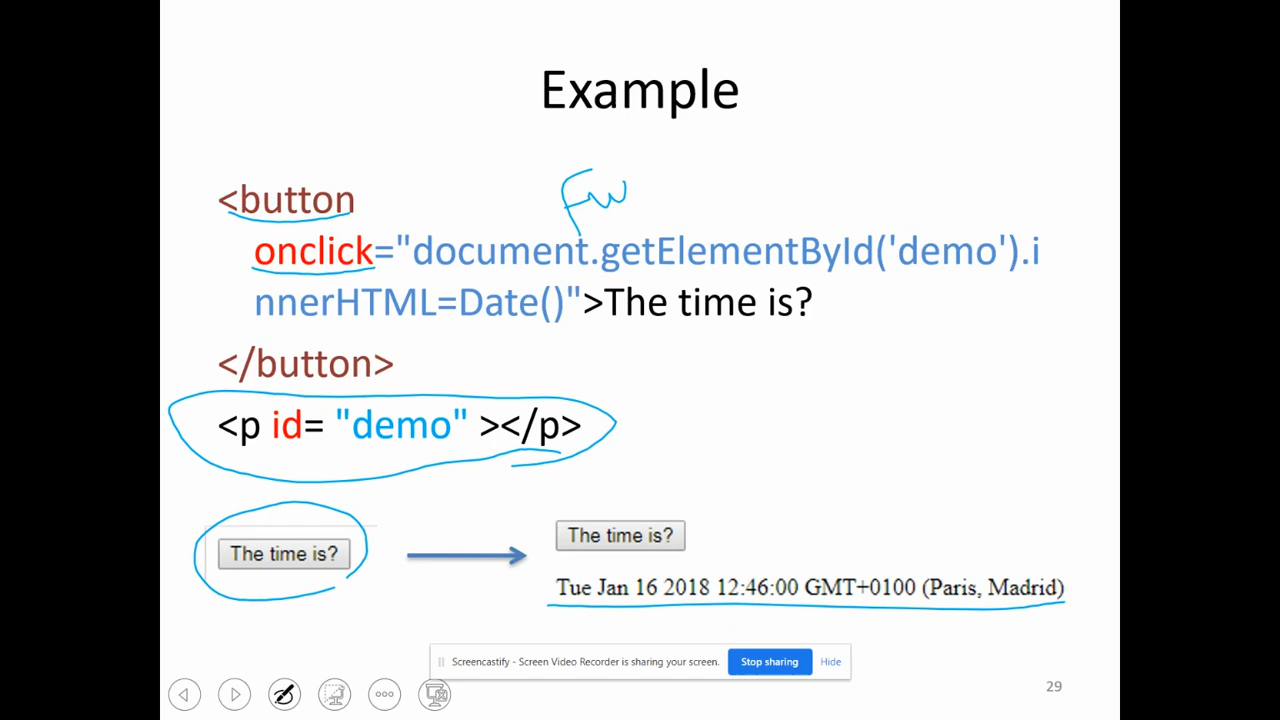 Example
<button
onclick="document.getElementById('demo').i
nnerHTML=Date()">The time is?
</button>
<p id= "demo" ></p>
The time is?
The time is?
Tue Jan 16 2018 12:46:00 GMT+0100 (Paris, Madrid)
Screencastify - Screen Video Recorder is sharing your screen. Stop sharing Hide
29